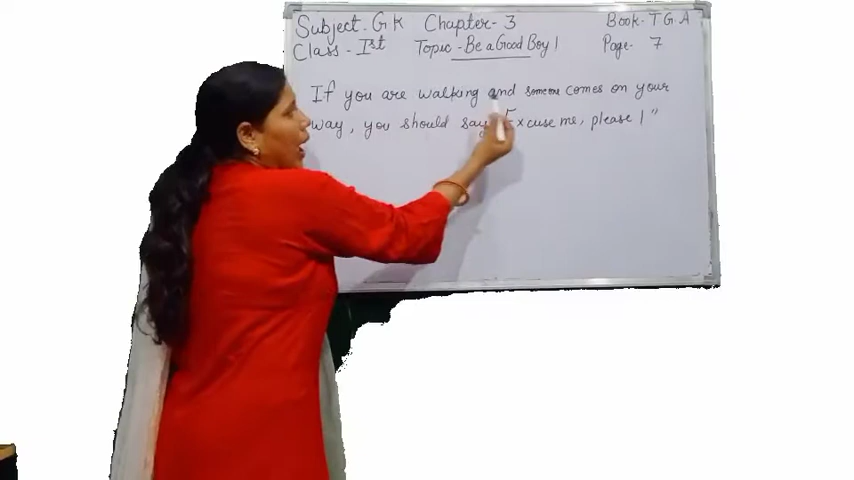 Subject. G K Chapter- 3 Book- T G A
Class - Ist Topic - Be a Good Boy ! Page- 7
If you are walking and someone comes on your
way, you should say "Excuse me, please !"